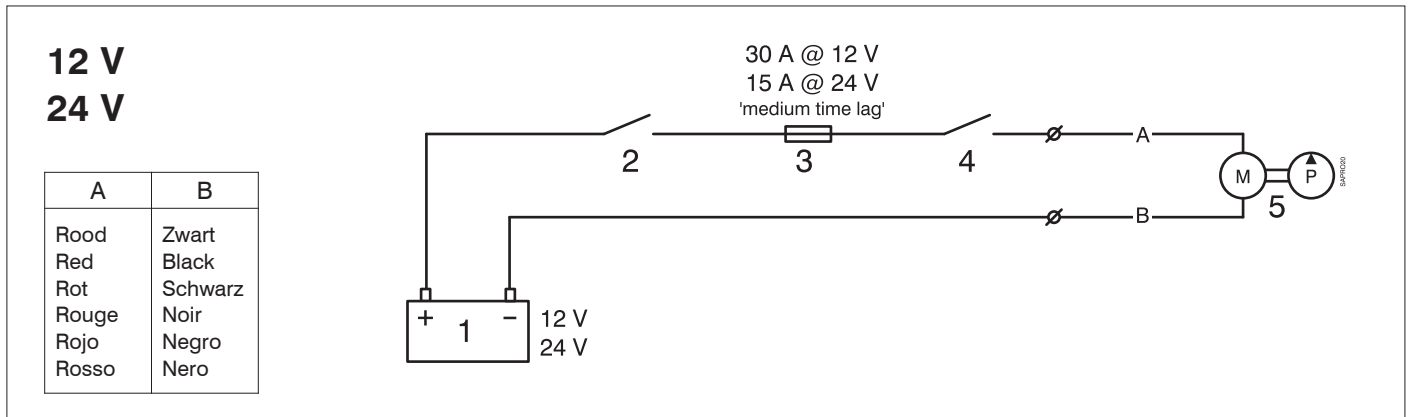 12 V
24 V
30 A @ 12 V
15 A @ 24 V
'medium time lag'
2
3
4
A
M
P
5
SAPRO20
B
+
1
−
12 V
24 V
A
B
Rood
Zwart
Red
Black
Rot
Schwarz
Rouge
Noir
Rojo
Negro
Rosso
Nero